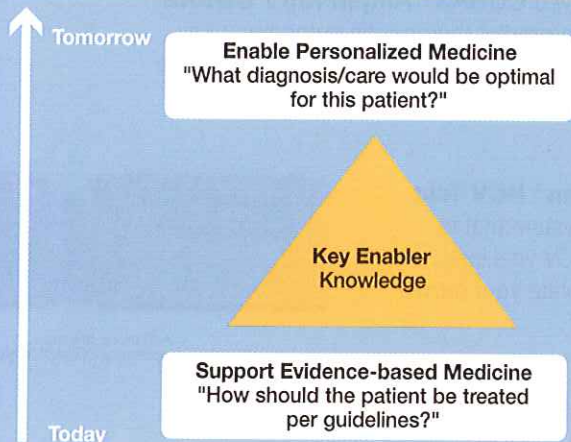 Tomorrow
Enable Personalized Medicine
"What diagnosis/care would be optimal
for this patient?"
Key Enabler
Knowledge
Support Evidence-based Medicine
"How should the patient be treated
per guidelines?"
Today